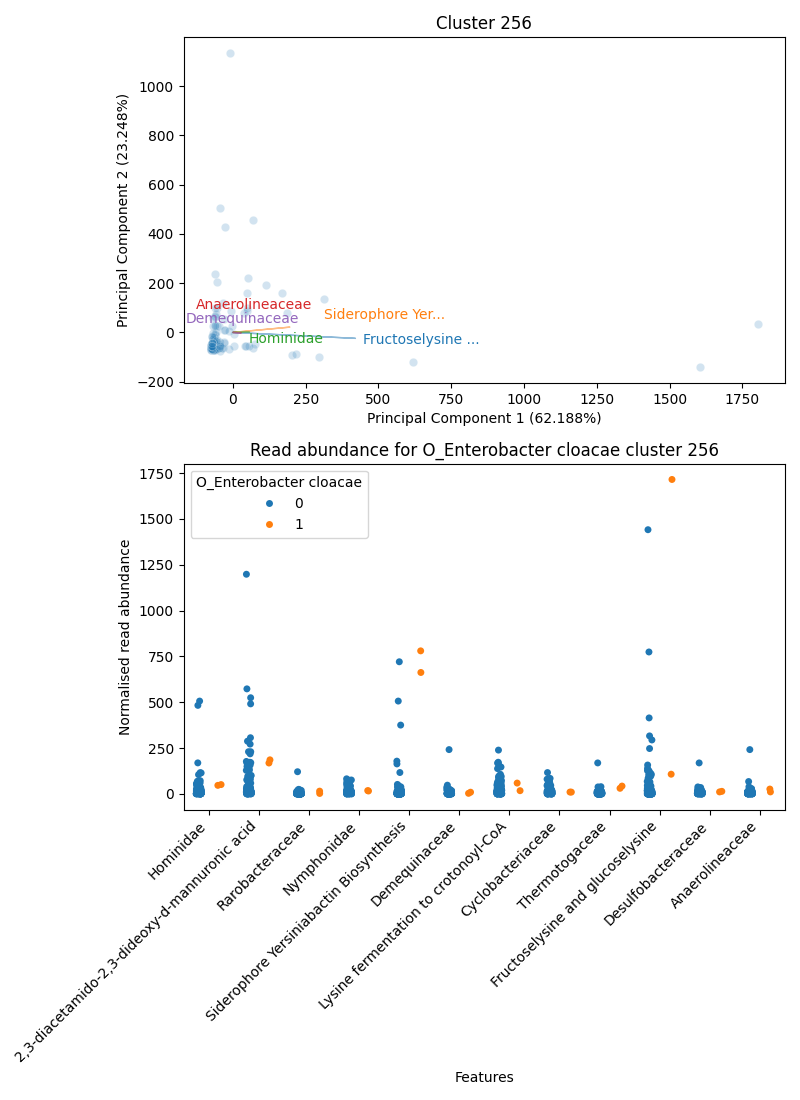 Cluster 256
Principal Component 2 (23.248%)
1000
800
600
400
200
0
−200
Anaerolineaceae
Demequinaceae
Siderophore Yer...
Hominidae
Fructoselysine ...
0
250
500
750
1000
1250
1500
1750
Principal Component 1 (62.188%)
Read abundance for O_Enterobacter cloacae cluster 256
Normalised read abundance
1750
1500
1250
1000
750
500
250
0
O_Enterobacter cloacae
0
1
Hominidae
2,3-diacetamido-2,3-dideoxy-d-mannuronic acid
Rarobacteraceae
Nymphonidae
Siderophore Yersiniabactin Biosynthesis
Demequinaceae
Lysine fermentation to crotonoyl-CoA
Cyclobacteriaceae
Thermotogaceae
Fructoselysine and glucoselysine
Desulfobacteraceae
Anaerolineaceae
Features